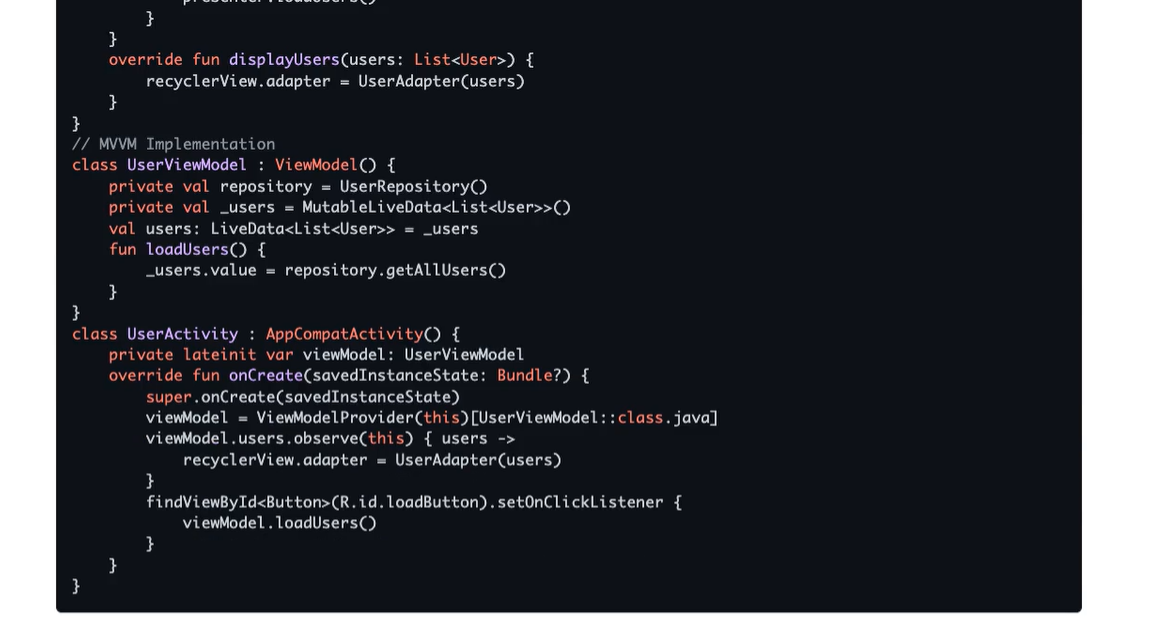 presenter.loadUsers()
        }
    }
    override fun displayUsers(users: List<User>) {
        recyclerView.adapter = UserAdapter(users)
    }
}
// MVVM Implementation
class UserViewModel : ViewModel() {
    private val repository = UserRepository()
    private val _users = MutableLiveData<List<User>>()
    val users: LiveData<List<User>> = _users
    fun loadUsers() {
        _users.value = repository.getAllUsers()
    }
}
class UserActivity : AppCompatActivity() {
    private lateinit var viewModel: UserViewModel
    override fun onCreate(savedInstanceState: Bundle?) {
        super.onCreate(savedInstanceState)
        viewModel = ViewModelProvider(this)[UserViewModel::class.java]
        viewModel.users.observe(this) { users ->
            recyclerView.adapter = UserAdapter(users)
        }
        findViewById<Button>(R.id.loadButton).setOnClickListener {
            viewModel.loadUsers()
        }
    }
}